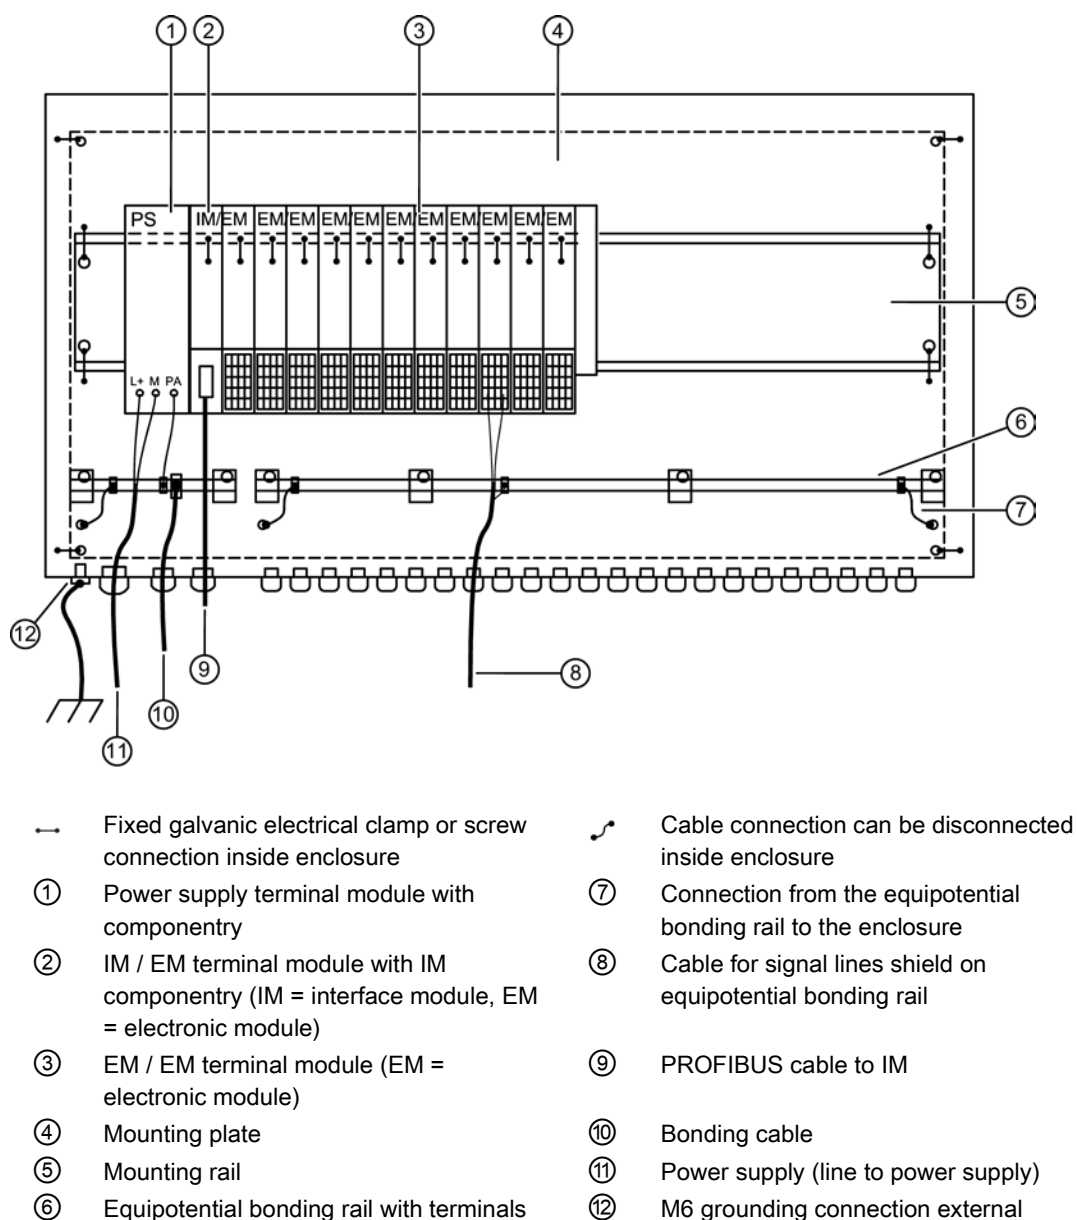 ① ② ③ ④
PS IM/EM EM/EM EM/EM EM/EM EM/EM EM/EM
⑤
L+ M PA
⑥
⑦
⑫ ⑨ ⑧
⑩
⑪
Fixed galvanic electrical clamp or screw
connection inside enclosure
Cable connection can be disconnected
inside enclosure
① Power supply terminal module with
componentry
⑦ Connection from the equipotential
bonding rail to the enclosure
② IM / EM terminal module with IM
componentry (IM = interface module, EM
= electronic module)
⑧ Cable for signal lines shield on
equipotential bonding rail
③ EM / EM terminal module (EM =
electronic module)
⑨ PROFIBUS cable to IM
④ Mounting plate
⑩ Bonding cable
⑤ Mounting rail
⑪ Power supply (line to power supply)
⑥ Equipotential bonding rail with terminals
⑫ M6 grounding connection external